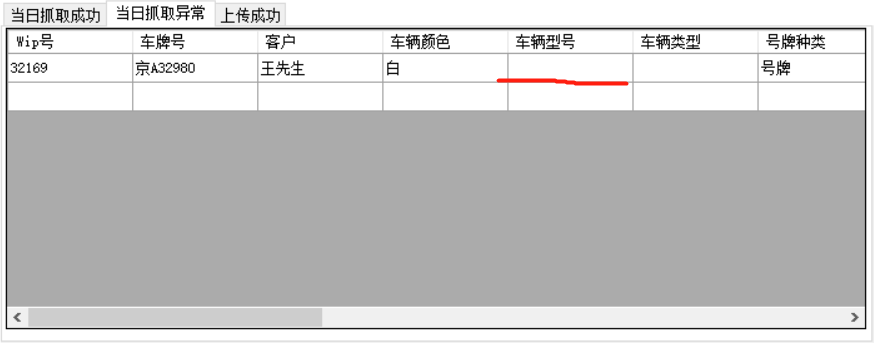 当日抓取成功 当日抓取异常 上传成功
Wip号 车牌号 客户 车辆颜色 车辆型号 车辆类型 号牌种类
32169 京A32980 王先生 白 号牌